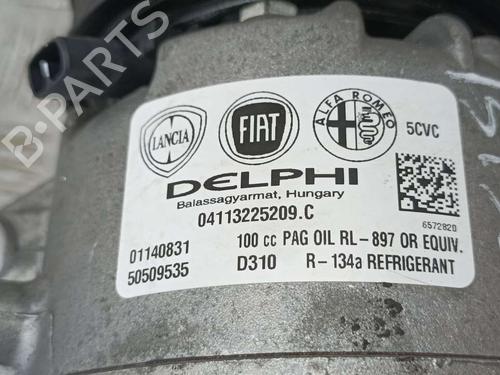 LANCIA
FIAT
ALFA ROMEO
5CVC
DELPHI
Balassagyarmat, Hungary
04113225209.C
6572820
01140831
100 cc PAG OIL RL-897 OR EQUIV.
50509535
D310
R-134a REFRIGERANT